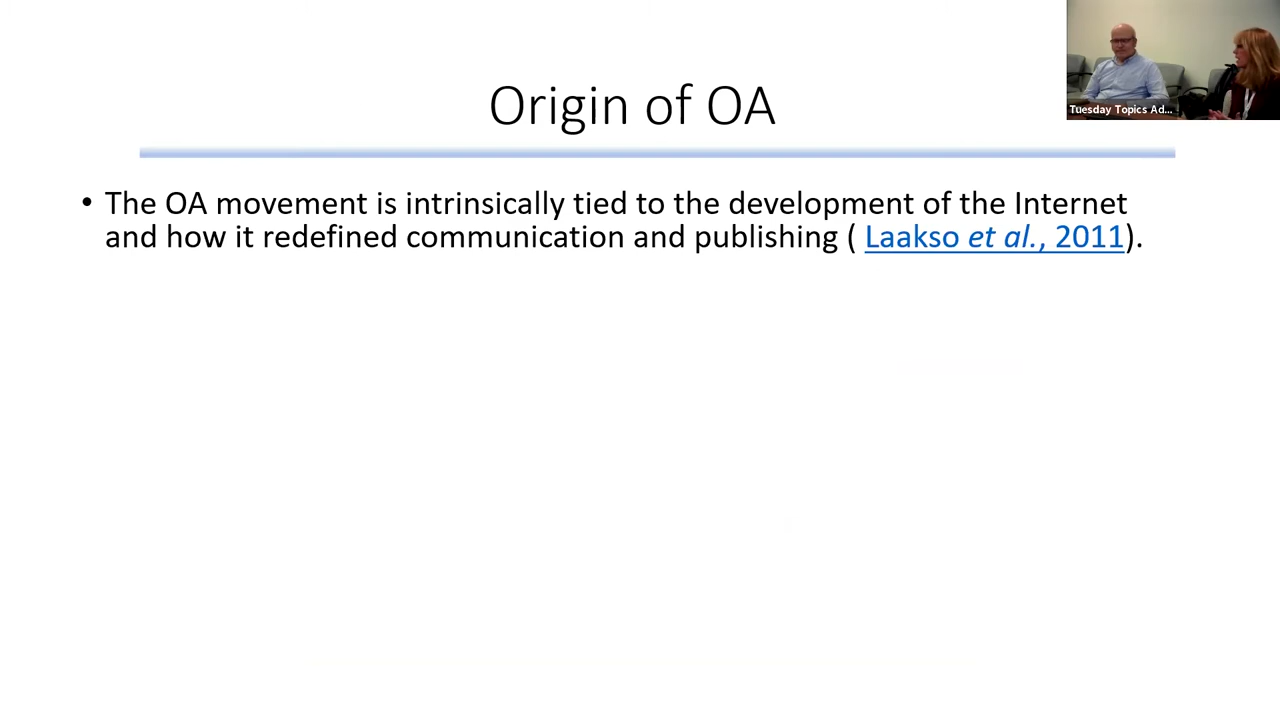 Origin of OA
Tuesday Topics Ad...
• The OA movement is intrinsically tied to the development of the Internet
and how it redefined communication and publishing ( Laakso et al., 2011).